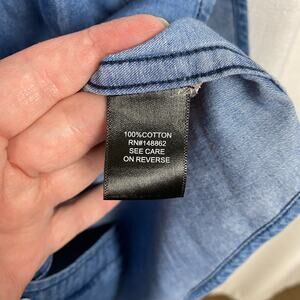 100%COTTON
RN#148862
SEE CARE
ON REVERSE